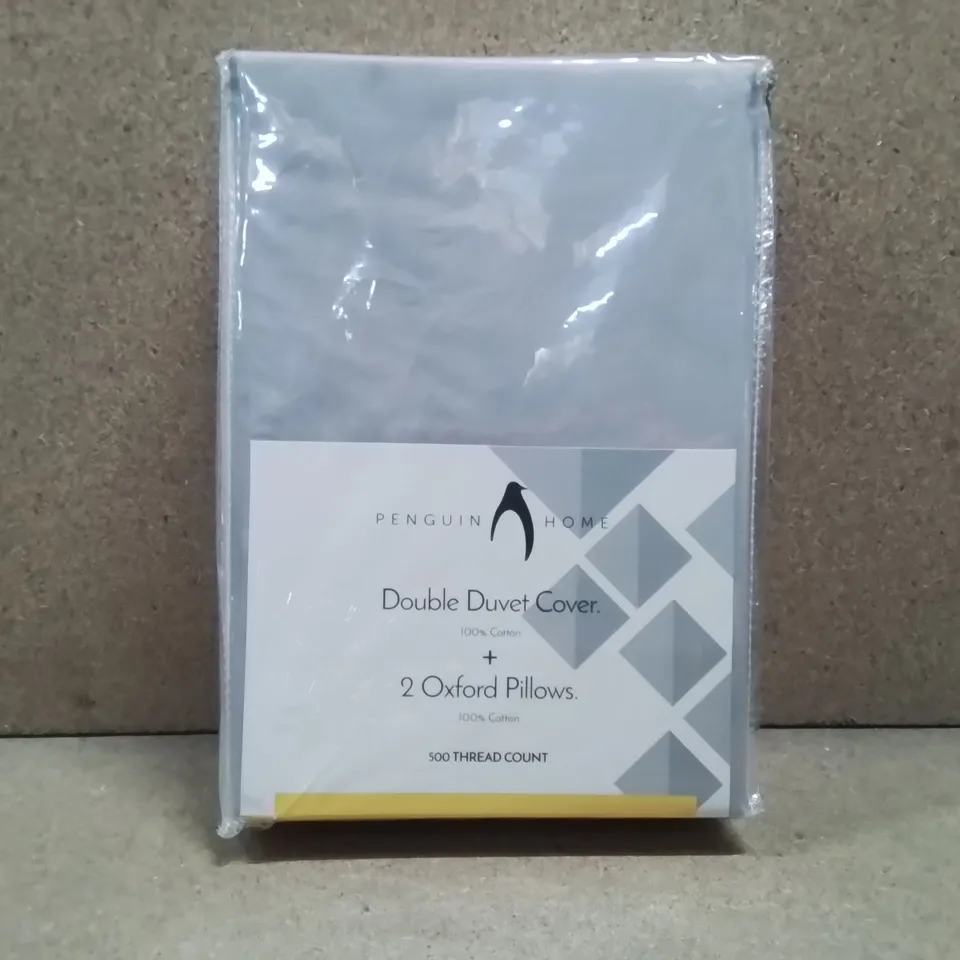 PENGUIN HOME
Double Duvet Cover.
100% Cotton
+
2 Oxford Pillows.
100% Cotton
500 THREAD COUNT